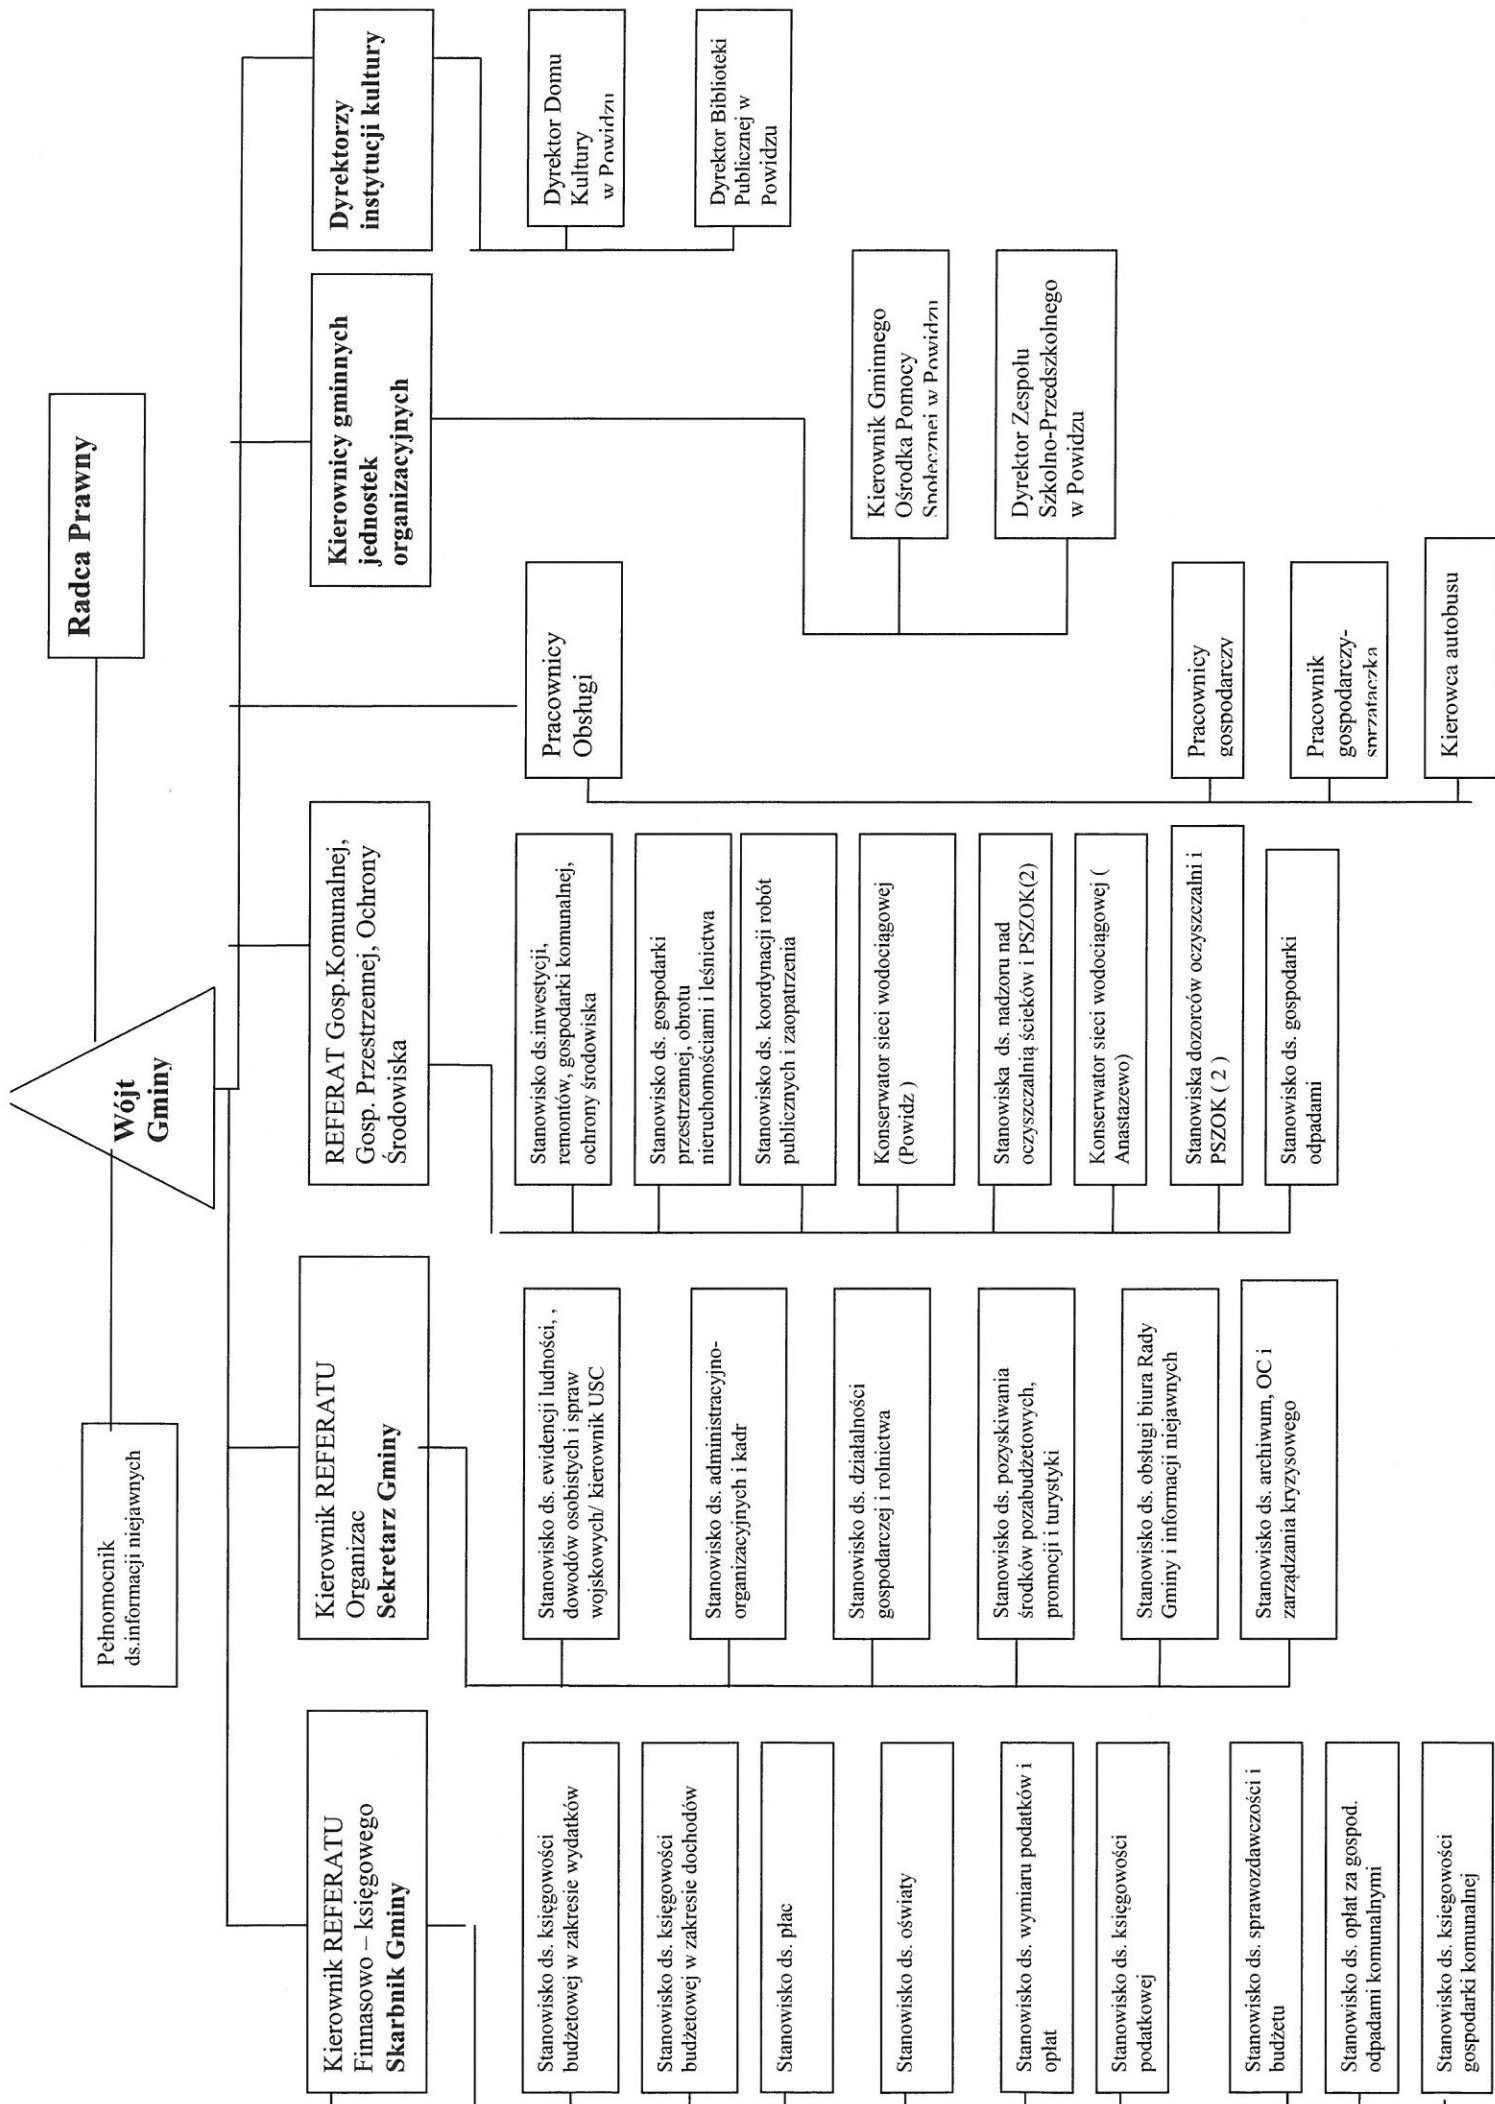 Wójt
Gminy
Radca Prawny
Pełnomocnik
ds.informacji niejawnych
Kierownik REFERATU
Finnasowo – księgowego
Skarbnik Gminy
Stanowisko ds. księgowości
budżetowej w zakresie wydatków
Stanowisko ds. księgowości
budżetowej w zakresie dochodów
Stanowisko ds. płac
Stanowisko ds. oświaty
Stanowisko ds. wymiaru podatków i
opłat
Stanowisko ds. księgowości
podatkowej
Stanowisko ds. sprawozdawczości i
budżetu
Stanowisko ds. opłat za gospod.
odpadami komunalnymi
Stanowisko ds. księgowości
gospodarki komunalnej
Kierownik REFERATU
Organizac
Sekretarz Gminy
Stanowisko ds. ewidencji ludności, ,
dowodów osobistych i spraw
wojskowych/ kierownik USC
Stanowisko ds. administracyjno-
organizacyjnych i kadr
Stanowisko ds. działalności
gospodarczej i rolnictwa
Stanowisko ds. pozyskiwania
środków pozabudżetowych,
promocji i turystyki
Stanowisko ds. obsługi biura Rady
Gminy i informacji niejawnych
Stanowisko ds. archiwum, OC i
zarządzania kryzysowego
REFERAT Gosp.Komunalnej,
Gosp. Przestrzennej, Ochrony
Środowiska
Stanowisko ds.inwestycji,
remontów, gospodarki komunalnej,
ochrony środowiska
Stanowisko ds. gospodarki
przestrzennej, obrotu
nieruchomościami i leśnictwa
Stanowisko ds. koordynacji robót
publicznych i zaopatrzenia
Konserwator sieci wodociągowej
(Powidz )
Stanowiska ds. nadzoru nad
oczyszczalnią ścieków i PSZOK(2)
Konserwator sieci wodociągowej (
Anastazewo)
Stanowiska dozorców oczyszczalni i
PSZOK ( 2 )
Stanowisko ds. gospodarki
odpadami
Pracownicy
Obsługi
Pracownicy
gospodarczy
Pracownik
gospodarczy-
sprzątaczka
Kierowca autobusu
Kierownicy gminnych
jednostek
organizacyjnych
Kierownik Gminnego
Ośrodka Pomocy
Społecznej w Powidzu
Dyrektor Zespołu
Szkolno-Przedszkolnego
w Powidzu
Dyrektorzy
instytucji kultury
Dyrektor Domu
Kultury
w Powidzu
Dyrektor Biblioteki
Publicznej w
Powidzu